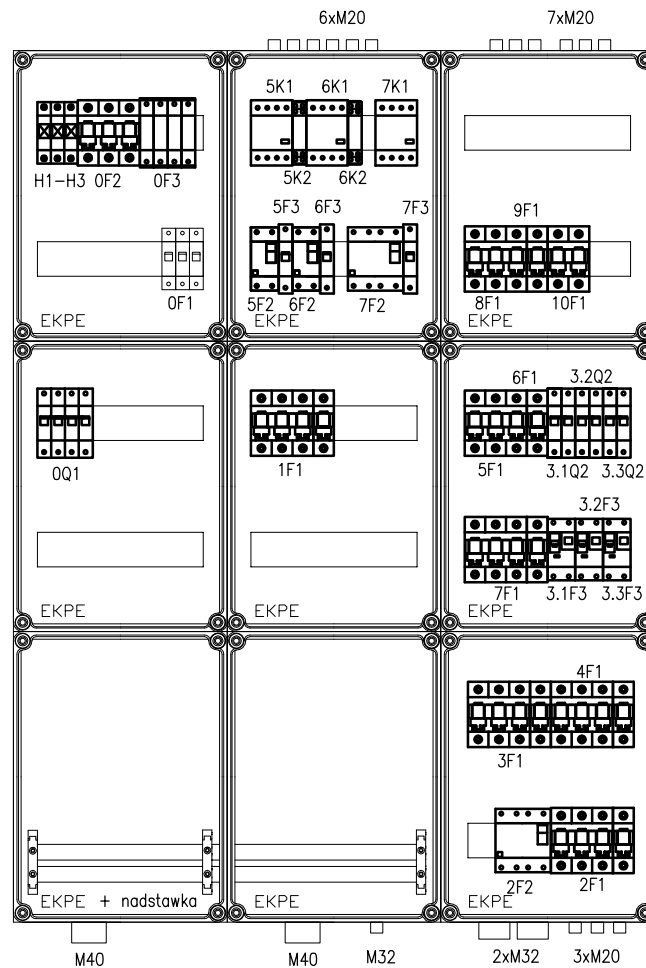 6xM20 7xM20
5K1 6K1 7K1
H1-H3 0F2 0F3 5K2 6K2
5F3 6F3 7F3 9F1
0F1 5F2 6F2 7F2 8F1 10F1
EKPE EKPE EKPE
6F1 3.2Q2
0Q1 1F1 5F1 3.1Q2 3.3Q2
3.2F3
7F1 3.1F3 3.3F3
EKPE EKPE EKPE
4F1
3F1
2F2 2F1
EKPE + nadstawka EKPE EKPE
M40 M40 M32 2xM32 3xM20